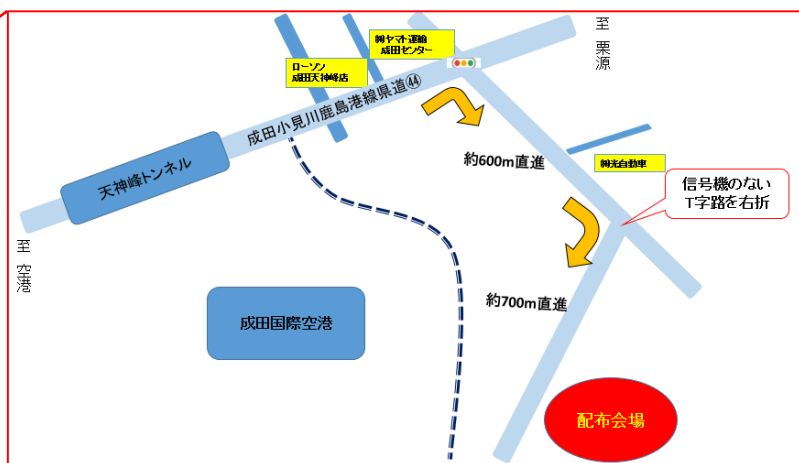 至 栗源
㈱ヤマト運輸
成田センター
ローソン
成田天神峰店
成田小見川鹿島港線県道㊹
天神峰トンネル
約600m直進
㈱光自動車
信号機のない
T字路を右折
至 空港
約700m直進
成田国際空港
配布会場